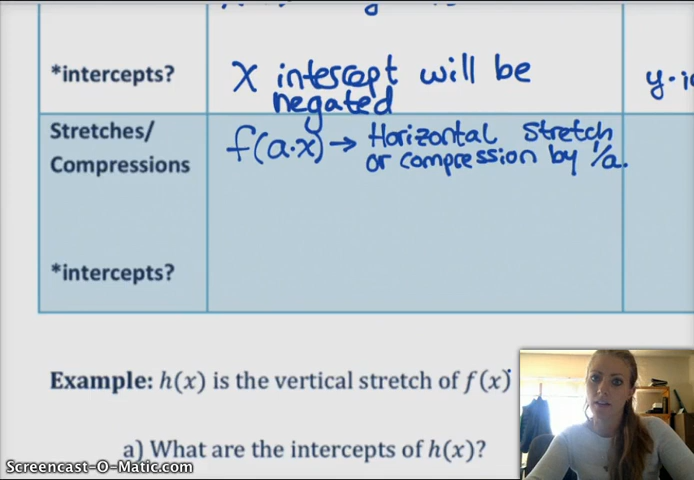 *intercepts?
X intercept will be
negated
Stretches/
Compressions
f(a·x) → Horizontal stretch
or compression by 1/a.
*intercepts?
Example: h(x) is the vertical stretch of f(x)
a) What are the intercepts of h(x)?
Screencast-O-Matic.com